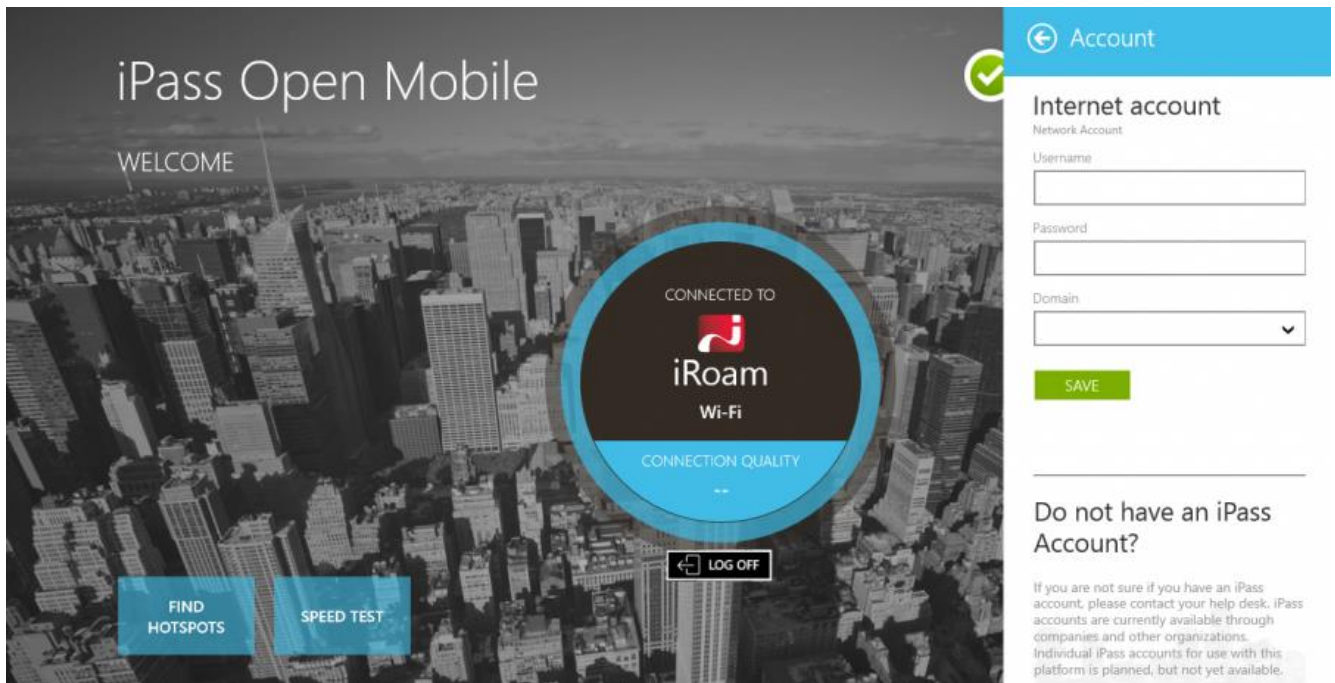 iPass Open Mobile
WELCOME
CONNECTED TO
iRoam
Wi-Fi
CONNECTION QUALITY
--
LOG OFF
FIND
HOTSPOTS
SPEED TEST
Account
Internet account
Network Account
Username
Password
Domain
SAVE
Do not have an iPass
Account?
If you are not sure if you have an iPass
account, please contact your help desk. iPass
accounts are currently available through
companies and other organizations.
Individual iPass accounts for use with this
platform is planned, but not yet available.